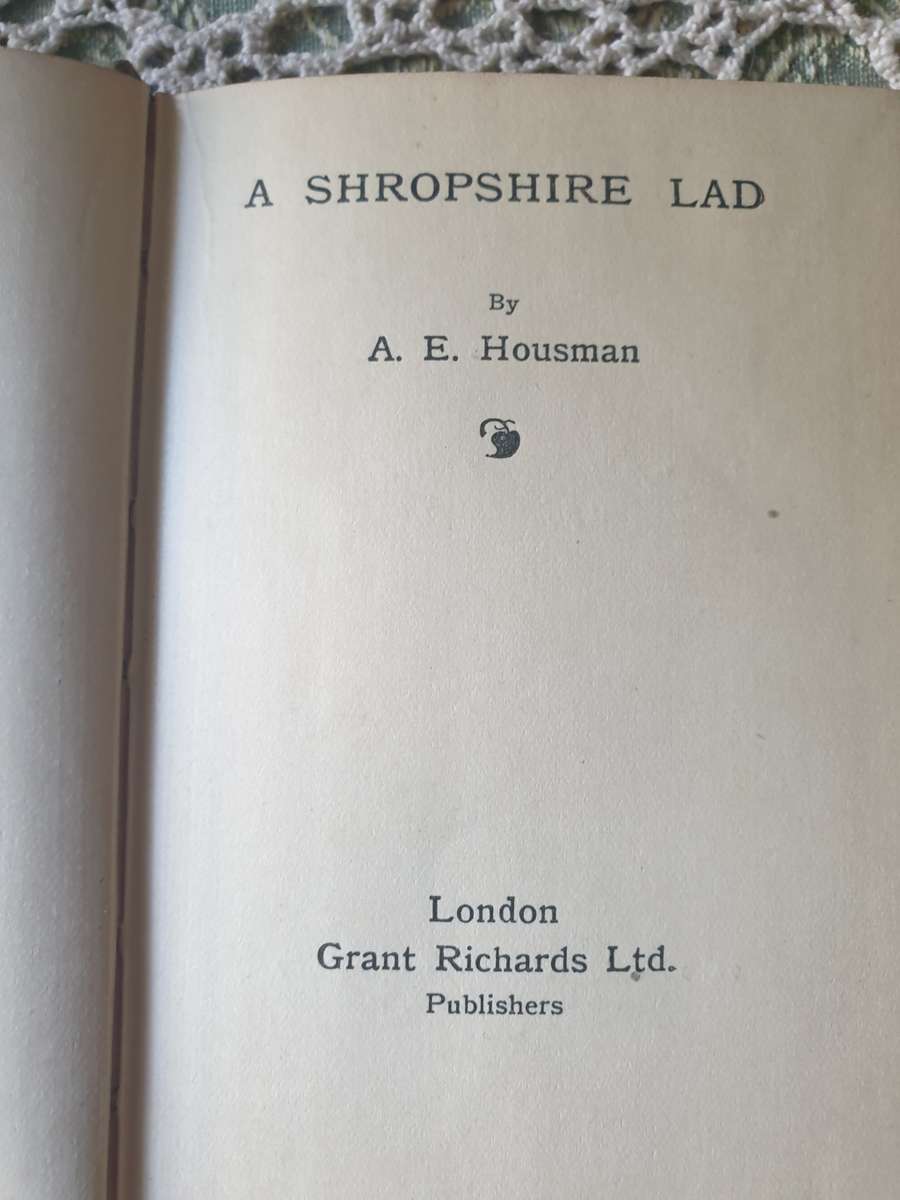 A SHROPSHIRE LAD
By
A. E. Housman
London
Grant Richards Ltd.
Publishers